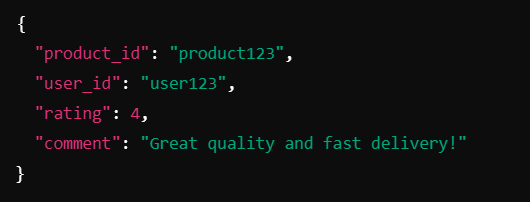 {
  "product_id": "product123",
  "user_id": "user123",
  "rating": 4,
  "comment": "Great quality and fast delivery!"
}